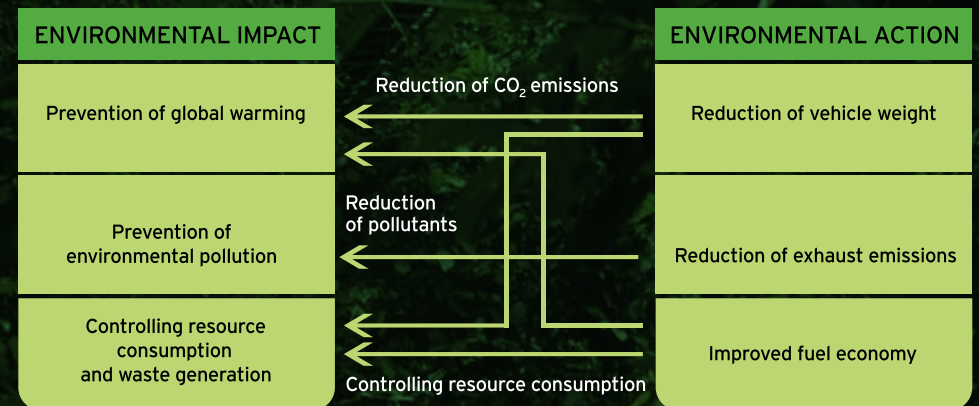 ENVIRONMENTAL IMPACT
ENVIRONMENTAL ACTION
Prevention of global warming
Reduction of CO₂ emissions
Reduction of vehicle weight
Prevention of
environmental pollution
Reduction
of pollutants
Reduction of exhaust emissions
Controlling resource
consumption
and waste generation
Improved fuel economy
Controlling resource consumption